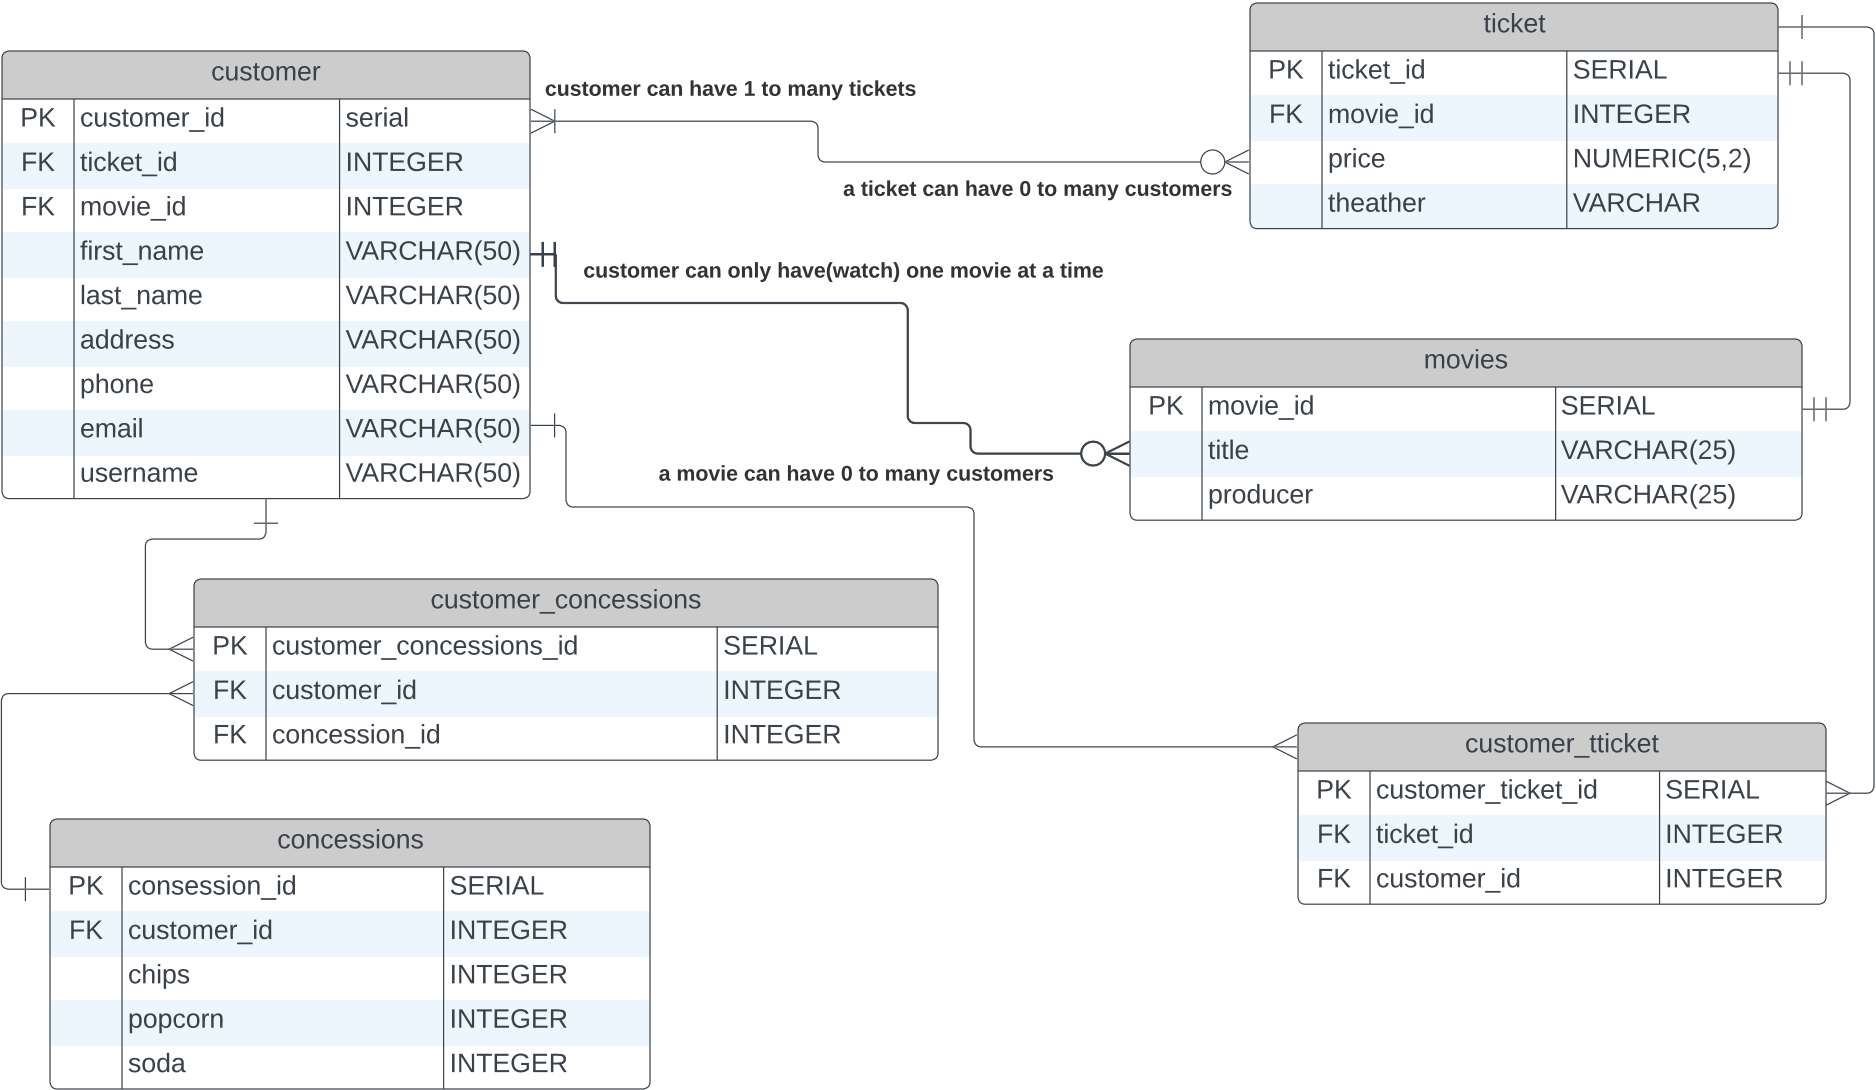 customer
PK customer_id serial
FK ticket_id INTEGER
FK movie_id INTEGER
first_name VARCHAR(50)
last_name VARCHAR(50)
address VARCHAR(50)
phone VARCHAR(50)
email VARCHAR(50)
username VARCHAR(50)
customer can have 1 to many tickets
a ticket can have 0 to many customers
ticket
PK ticket_id SERIAL
FK movie_id INTEGER
price NUMERIC(5,2)
theather VARCHAR
customer can only have(watch) one movie at a time
a movie can have 0 to many customers
movies
PK movie_id SERIAL
title VARCHAR(25)
producer VARCHAR(25)
customer_concessions
PK customer_concessions_id SERIAL
FK customer_id INTEGER
FK concession_id INTEGER
customer_tticket
PK customer_ticket_id SERIAL
FK ticket_id INTEGER
FK customer_id INTEGER
concessions
PK consession_id SERIAL
FK customer_id INTEGER
chips INTEGER
popcorn INTEGER
soda INTEGER